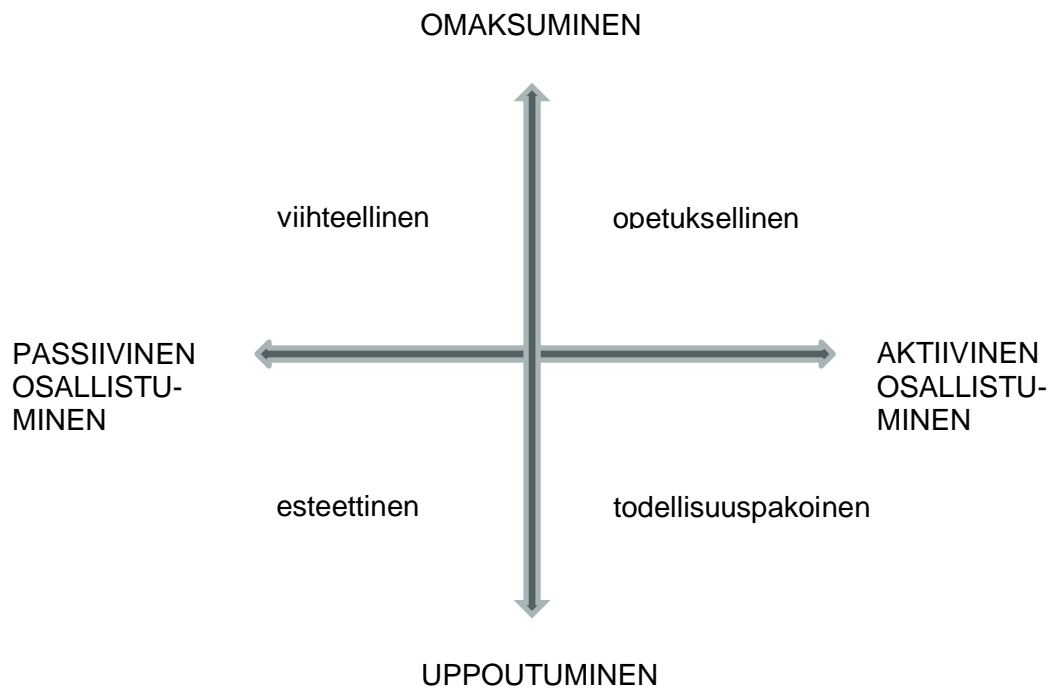 OMAKSUMINEN
viihteellinen
opetuksellinen
PASSIIVINEN
OSALLISTU-
MINEN
AKTIIVINEN
OSALLISTU-
MINEN
esteettinen
todellisuuspakoinen
UPPOUTUMINEN